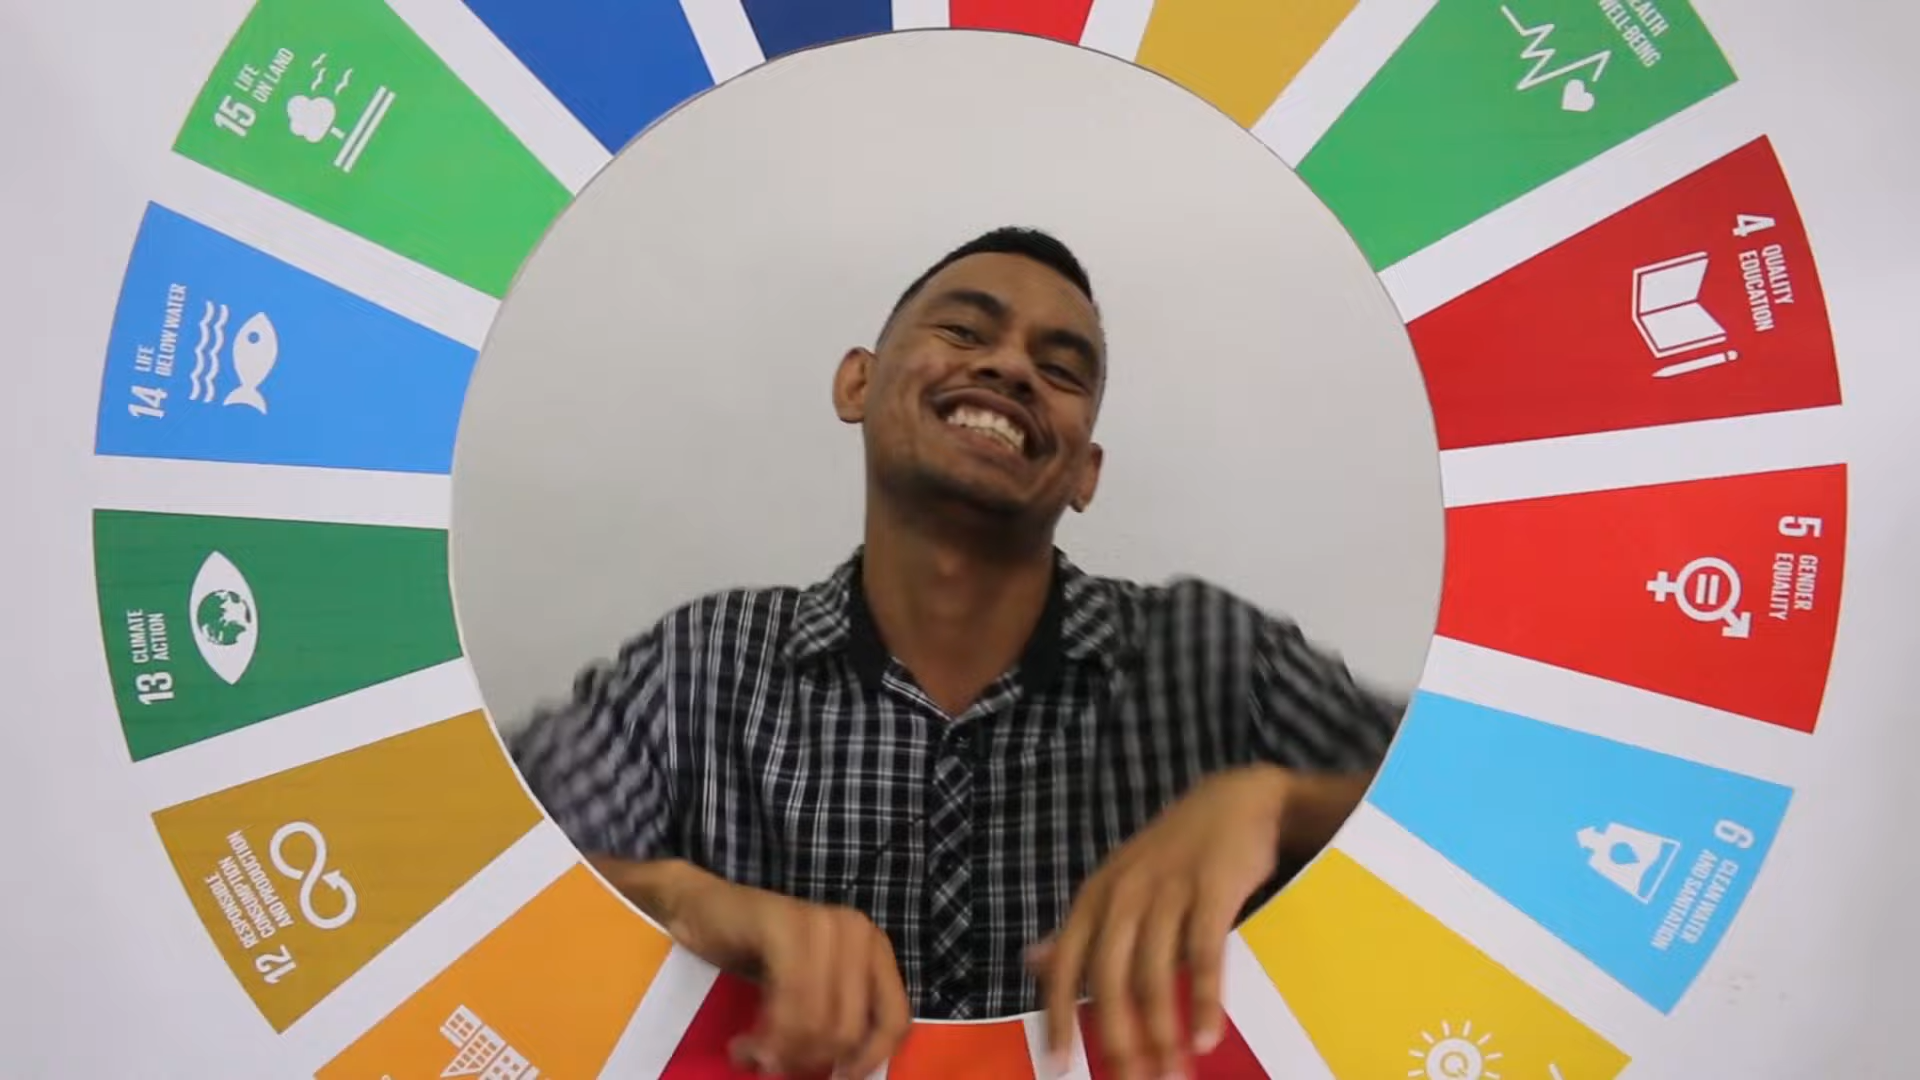 HEALTH
WELL-BEING
4 QUALITY
EDUCATION
5 GENDER
EQUALITY
6 CLEAN WATER
AND SANITATION
12 RESPONSIBLE
CONSUMPTION
AND PRODUCTION
13 CLIMATE
ACTION
14 LIFE
BELOW WATER
15 LIFE
ON LAND